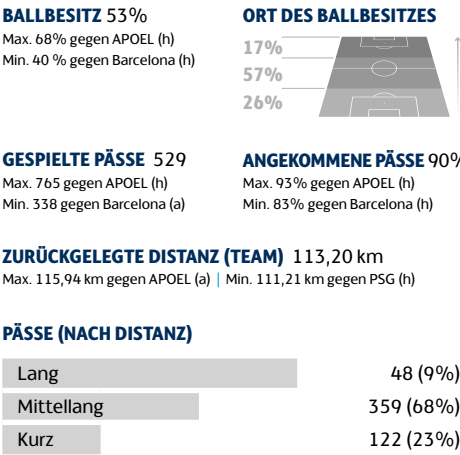 BALLBESITZ 53%
Max. 68% gegen APOEL (h)
Min. 40 % gegen Barcelona (h)
ORT DES BALLBESITZES
17%
57%
26%
GESPIELTE PÄSSE 529
Max. 765 gegen APOEL (h)
Min. 338 gegen Barcelona (a)
ANGEKOMMENE PÄSSE 90%
Max. 93% gegen APOEL (h)
Min. 83% gegen Barcelona (h)
ZURÜCKGELEGTE DISTANZ (TEAM) 113,20 km
Max. 115,94 km gegen APOEL (a) | Min. 111,21 km gegen PSG (h)
PÄSSE (NACH DISTANZ)
Lang 48 (9%)
Mittellang 359 (68%)
Kurz 122 (23%)